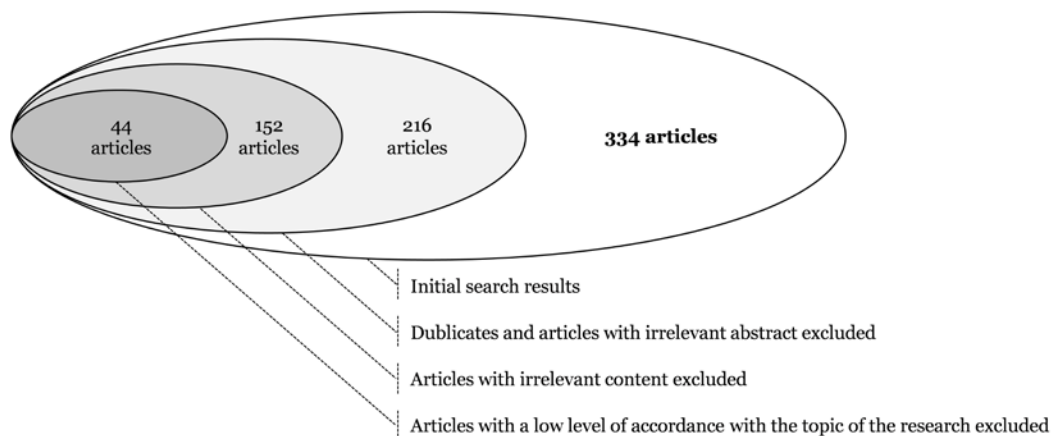 44
articles
152
articles
216
articles
334 articles
Initial search results
Dublicates and articles with irrelevant abstract excluded
Articles with irrelevant content excluded
Articles with a low level of accordance with the topic of the research excluded